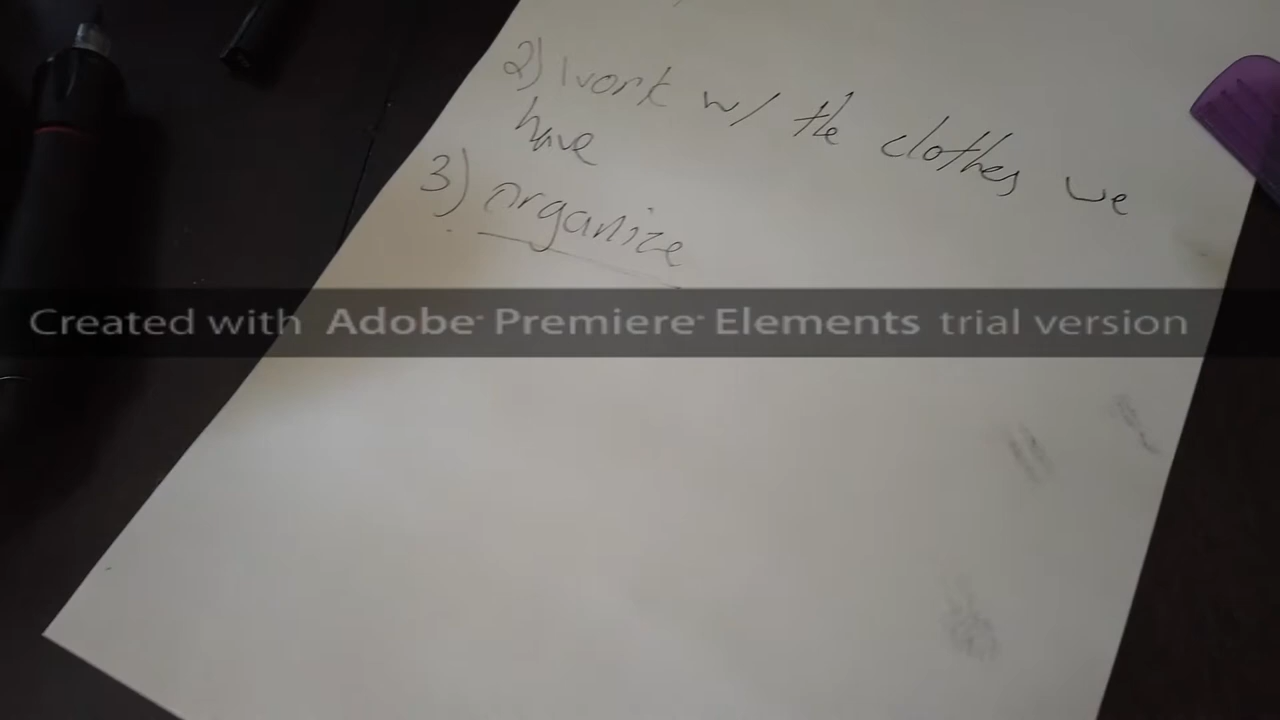 2) work w/ the clothes we
have
3) organize
Created with Adobe Premiere Elements trial version